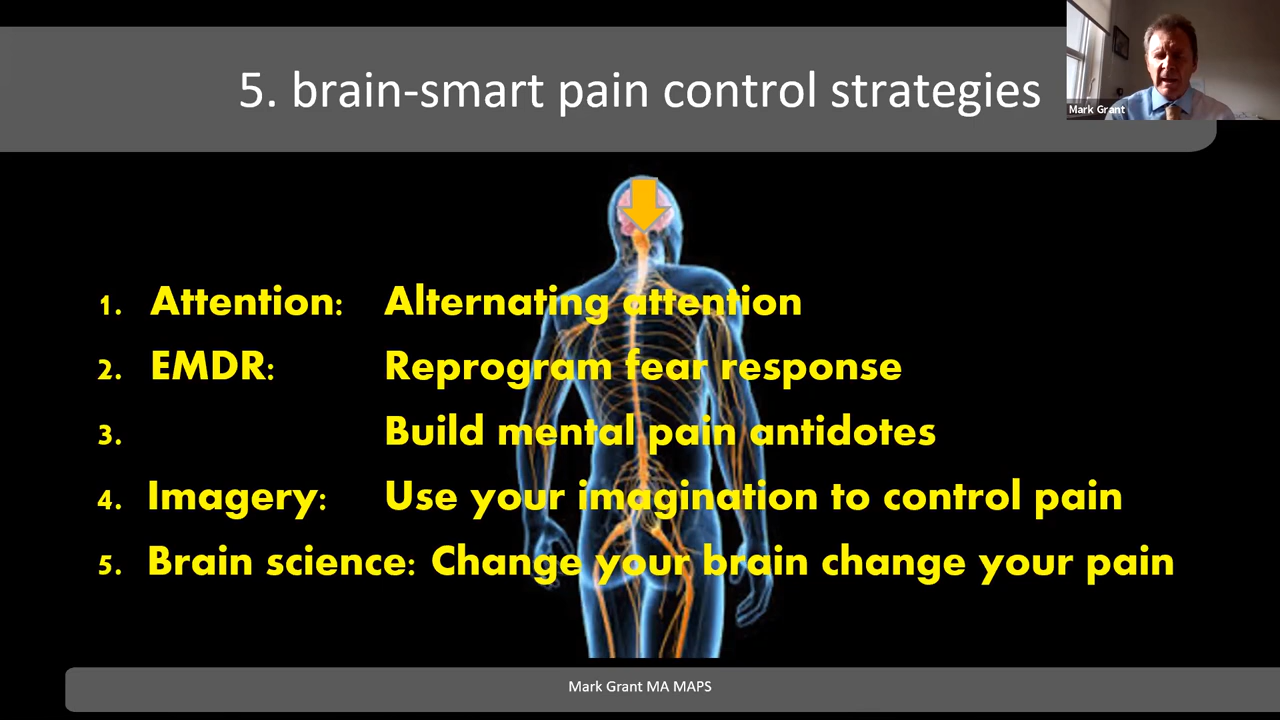 5. brain-smart pain control strategies
Mark Grant
1. Attention: Alternating attention
2. EMDR: Reprogram fear response
3. Build mental pain antidotes
4. Imagery: Use your imagination to control pain
5. Brain science: Change your brain change your pain
Mark Grant MA MAPS